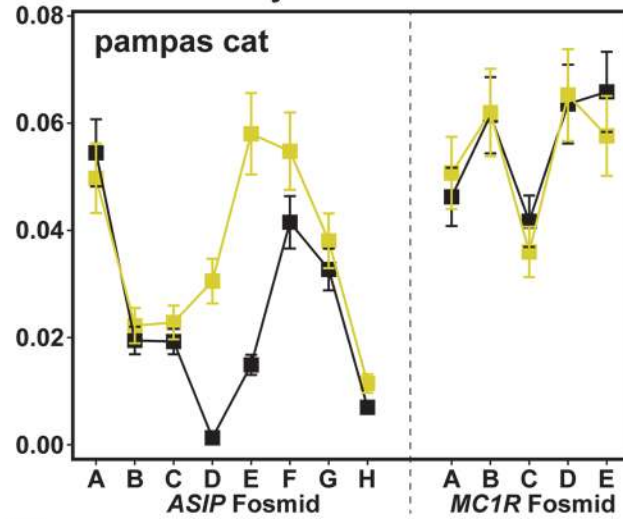 0.08
pampas cat
0.06
0.04
0.02
0.00
A B C D E F G H A B C D E
ASIP Fosmid MC1R Fosmid